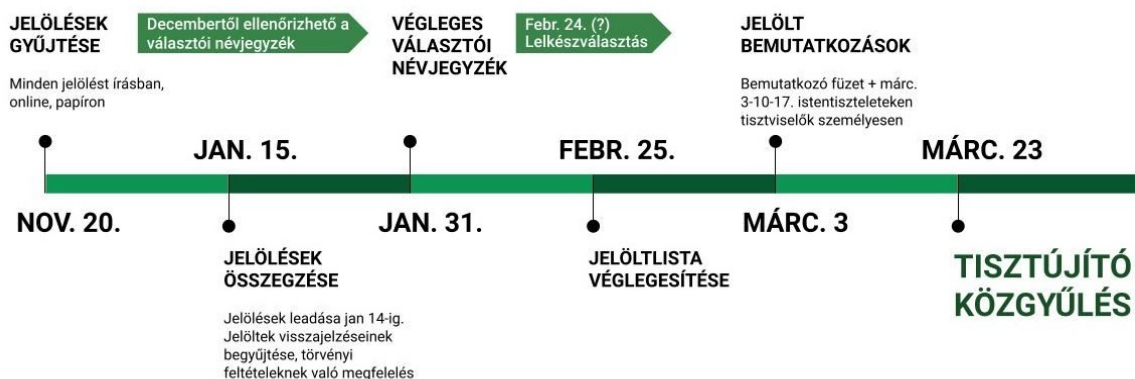 JELÖLÉSEK
GYŰJTÉSE
Minden jelölést írásban,
online, papíron
NOV. 20.
Decembertől ellenőrizhető a
választói névjegyzék
JAN. 15.
JELÖLÉSEK
ÖSSZEGZÉSE
Jelölések leadása jan 14-ig.
Jelöltek visszajelzéseinek
begyűjtése, törvényi
feltételeknek való megfelelés
VÉGLEGES
VÁLASZTÓI
NÉVJEGYZÉK
JAN. 31.
Febr. 24. (?)
Lelkészválasztás
FEBR. 25.
JELÖLTLISTA
VÉGLEGESÍTÉSE
JELÖLT
BEMUTATKOZÁSOK
Bemutatkozó füzet + márc.
3-10-17. istentiszteleteken
tisztviselők személyesen
MÁRC. 3
MÁRC. 23
TISZTÚJÍTÓ
KÖZGYŰLÉS